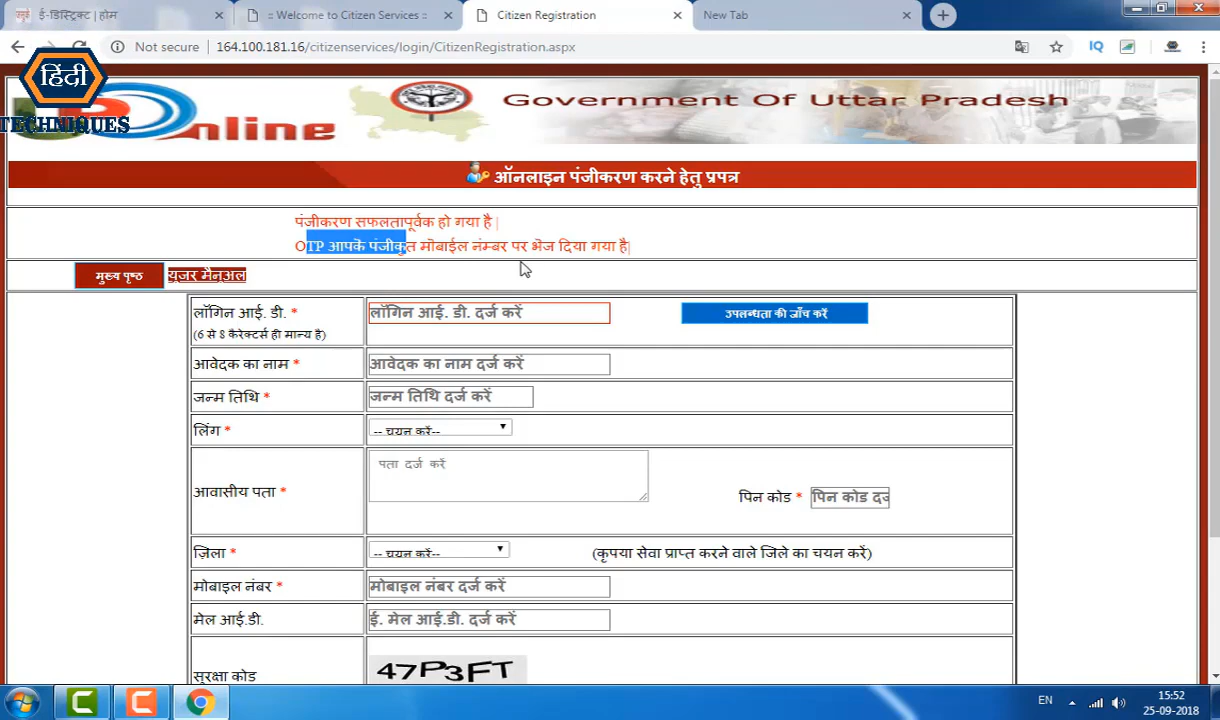 ई-डिस्ट्रिक्ट | होम
:: Welcome to Citizen Services ::
Citizen Registration
New Tab
Not secure | 164.100.181.16/citizenservices/login/CitizenRegistration.aspx
IQ
हिंदी
TECHNIQUES
nline
Government Of Uttar Pradesh
ऑनलाइन पंजीकरण करने हेतु प्रपत्र
पंजीकरण सफलतापूर्वक हो गया है |
OTP आपके पंजीकृत मोबाईल नंम्बर पर भेज दिया गया है|
मुख्य पृष्ठ
यूजर मैनुअल
लॉगिन आई. डी. *
(6 से 8 कैरेक्टर्स ही मान्य है)
लॉगिन आई. डी. दर्ज करें
उपलब्धता की जाँच करें
आवेदक का नाम *
आवेदक का नाम दर्ज करें
जन्म तिथि *
जन्म तिथि दर्ज करें
लिंग *
-- चयन करें--
आवासीय पता *
पता दर्ज करें
पिन कोड *
पिन कोड दर्
ज़िला *
-- चयन करें--
(कृपया सेवा प्राप्त करने वाले जिले का चयन करें)
मोबाइल नंबर *
मोबाइल नंबर दर्ज करें
मेल आई.डी.
ई. मेल आई.डी. दर्ज करें
सुरक्षा कोड
47P3FT
EN
15:52
25-09-2018